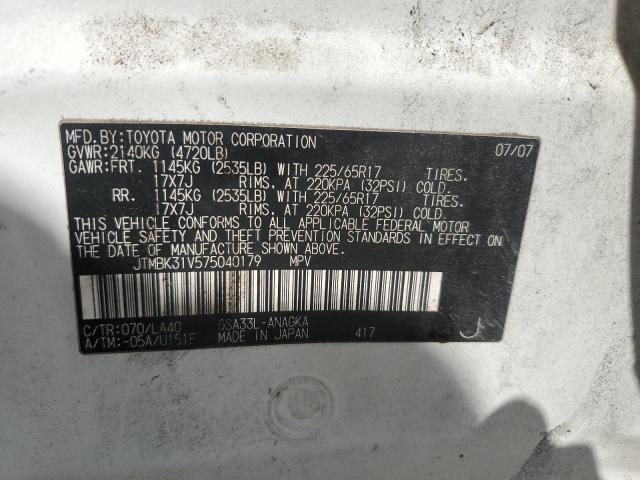 MFD.BY:TOYOTA MOTOR CORPORATION 07/07
GVWR:2140KG (4720LB)
GAWR:FRT. 1145KG (2535LB) WITH 225/65R17 TIRES.
17X7J RIMS. AT 220KPA (32PSI) COLD.
RR. 1145KG (2535LB) WITH 225/65R17 TIRES.
17X7J RIMS. AT 220KPA (32PSI) COLD.
THIS VEHICLE CONFORMS TO ALL APPLICABLE FEDERAL MOTOR
VEHICLE SAFETY AND THEFT PREVENTION STANDARDS IN EFFECT ON
THE DATE OF MANUFACTURE SHOWN ABOVE.
JTMBK31V575040179 MPV
C/TR:070/LA40 GSA33L-ANAGKA
A/TM:-05A/U151F MADE IN JAPAN 417 J